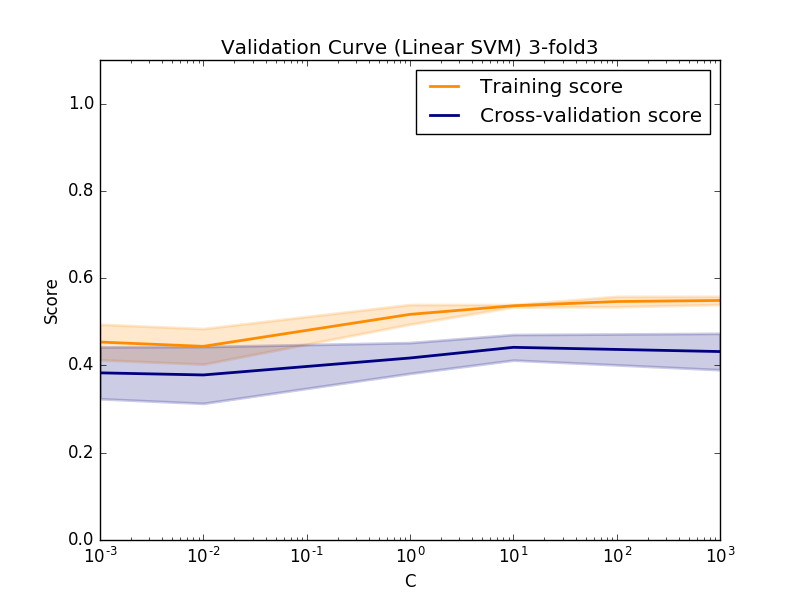 Validation Curve (Linear SVM) 3-fold3
Training score
Cross-validation score
1.0
0.8
0.6
0.4
0.2
0.0
Score
10⁻³ 10⁻² 10⁻¹ 10⁰ 10¹ 10² 10³
C